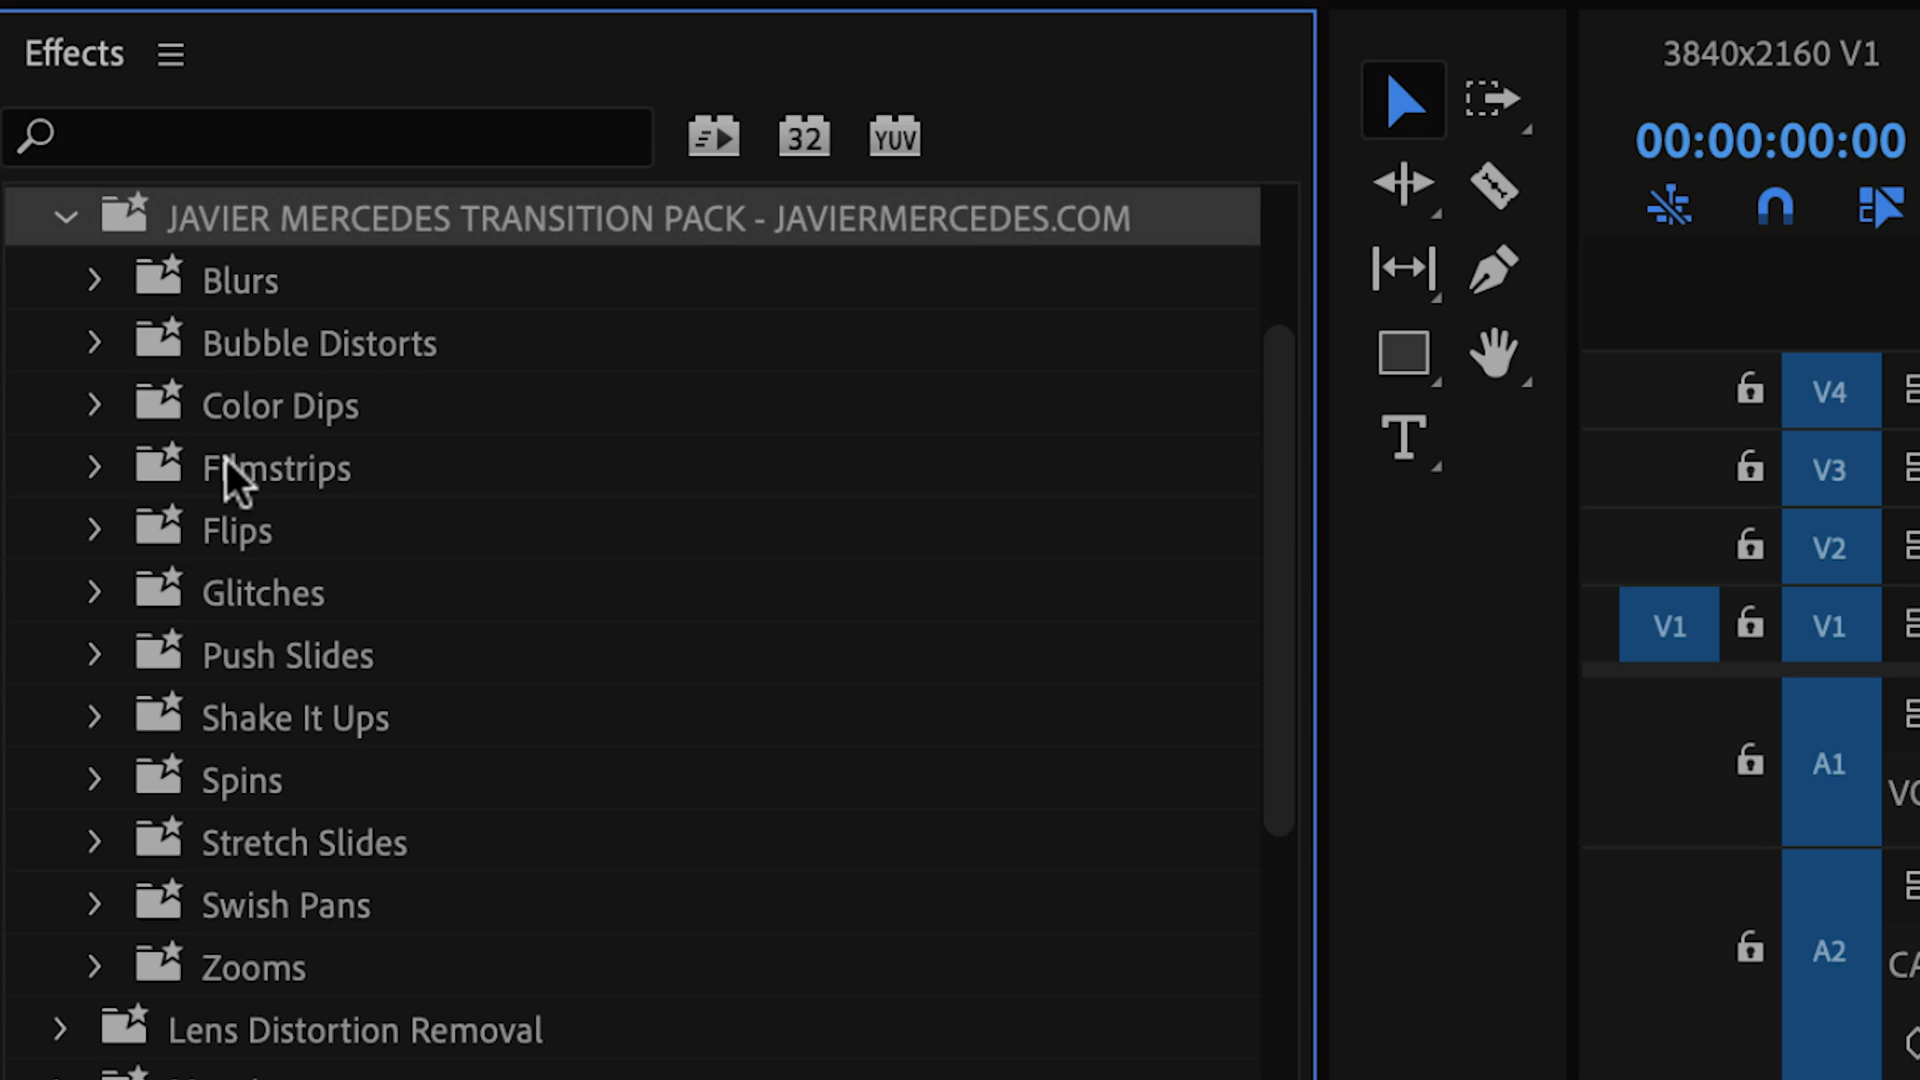 Effects
32
YUV
JAVIER MERCEDES TRANSITION PACK - JAVIERMERCEDES.COM
Blurs
Bubble Distorts
Color Dips
Filmstrips
Flips
Glitches
Push Slides
Shake It Ups
Spins
Stretch Slides
Swish Pans
Zooms
Lens Distortion Removal
T
3840x2160 V1
00:00:00:00
V4
V3
V2
V1 V1
A1
A2